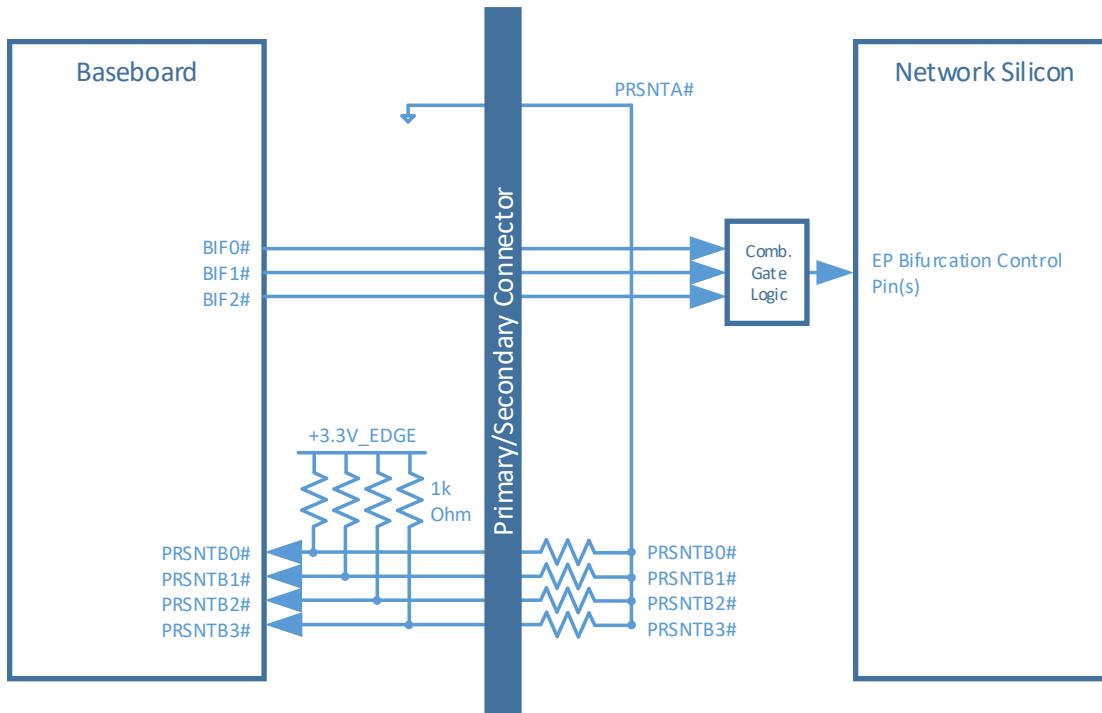 Baseboard
Network Silicon
PRSNTA#
Primary/Secondary Connector
BIF0#
BIF1#
BIF2#
Comb.
Gate
Logic
EP Bifurcation Control
Pin(s)
+3.3V_EDGE
1k
Ohm
PRSNTB0#
PRSNTB1#
PRSNTB2#
PRSNTB3#
PRSNTB0#
PRSNTB1#
PRSNTB2#
PRSNTB3#